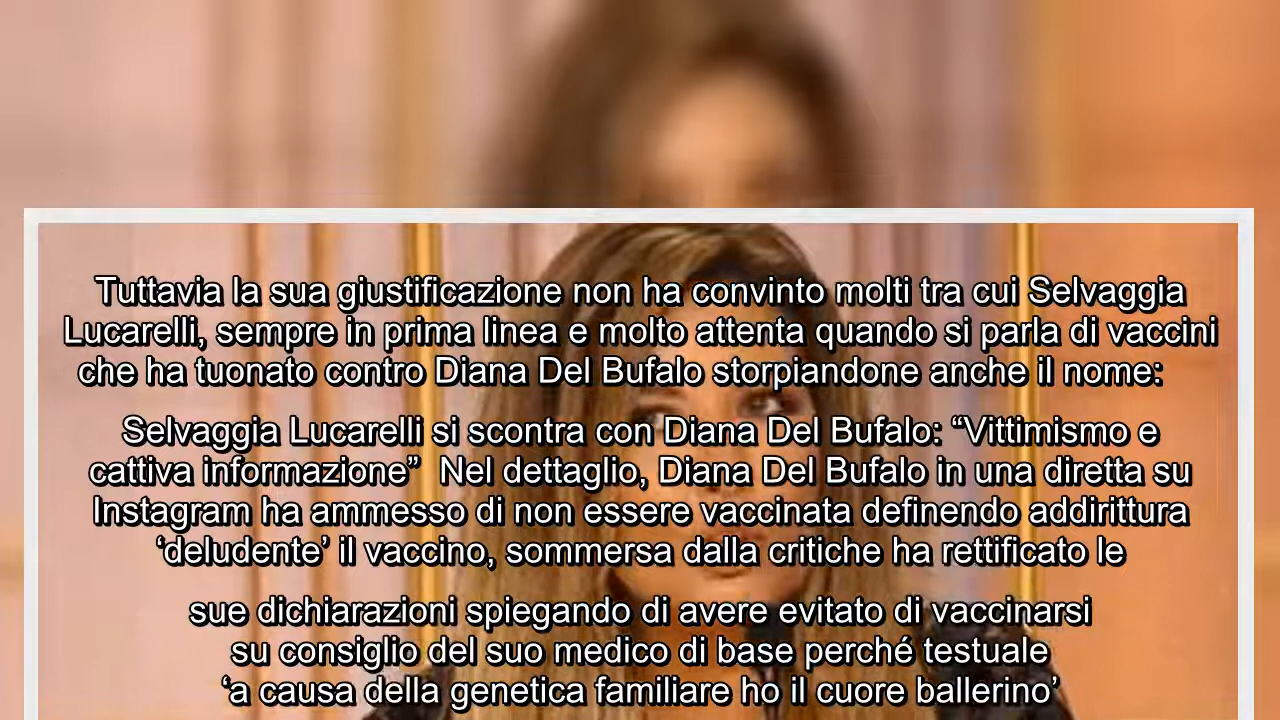 Tuttavia la sua giustificazione non ha convinto molti tra cui Selvaggia
Lucarelli, sempre in prima linea e molto attenta quando si parla di vaccini
che ha tuonato contro Diana Del Bufalo storpiandone anche il nome:
Selvaggia Lucarelli si scontra con Diana Del Bufalo: “Vittimismo e
cattiva informazione”  Nel dettaglio, Diana Del Bufalo in una diretta su
Instagram ha ammesso di non essere vaccinata definendo addirittura
‘deludente’ il vaccino, sommersa dalla critiche ha rettificato le
sue dichiarazioni spiegando di avere evitato di vaccinarsi
su consiglio del suo medico di base perché testuale
‘a causa della genetica familiare ho il cuore ballerino’